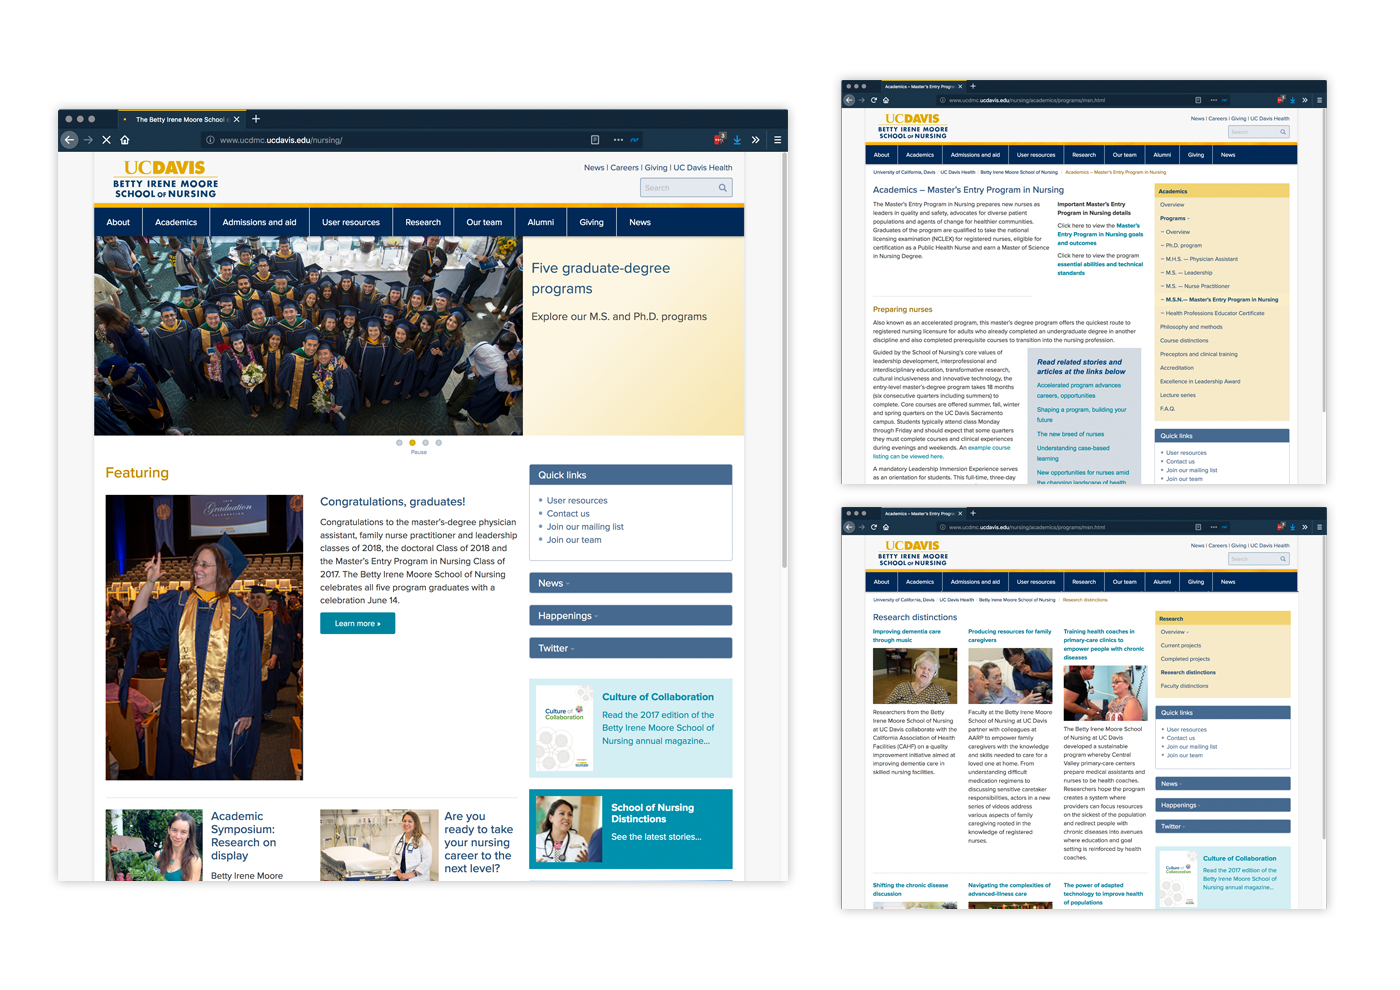 The Betty Irene Moore School
www.ucdmc.ucdavis.edu/nursing/
UCDAVIS
BETTY IRENE MOORE
SCHOOL OF NURSING
News | Careers | Giving | UC Davis Health
Search
About
Academics
Admissions and aid
User resources
Research
Our team
Alumni
Giving
News
Five graduate-degree
programs
Explore our M.S. and Ph.D. programs
Pause
Featuring
Graduation
Congratulations, graduates!
Congratulations to the master's-degree physician
assistant, family nurse practitioner and leadership
classes of 2018, the doctoral Class of 2018 and
the Master's Entry Program in Nursing Class of
2017. The Betty Irene Moore School of Nursing
celebrates all five program graduates with a
celebration June 14.
Learn more »
Quick links
User resources
Contact us
Join our mailing list
Join our team
News
Happenings
Twitter
Culture of
Collaboration
Culture of Collaboration
Read the 2017 edition of the
Betty Irene Moore School of
Nursing annual magazine...
School of Nursing
Distinctions
See the latest stories...
Academic
Symposium:
Research on
display
Betty Irene Moore
Are you
ready to take
your nursing
career to the
next level?
Academics – Master's Entry Progr
www.ucdmc.ucdavis.edu/nursing/academics/programs/msn.html
UCDAVIS
BETTY IRENE MOORE
SCHOOL OF NURSING
News | Careers | Giving | UC Davis Health
Search
About
Academics
Admissions and aid
User resources
Research
Our team
Alumni
Giving
News
University of California, Davis
UC Davis Health
Betty Irene Moore School of Nursing
Academics – Master's Entry Program in Nursing
Academics – Master's Entry Program in Nursing
The Master's Entry Program in Nursing prepares new nurses as
leaders in quality and safety, advocates for diverse patient
populations and agents of change for healthier communities.
Graduates of the program are qualified to take the national
licensing examination (NCLEX) for registered nurses, eligible for
certification as a Public Health Nurse and earn a Master of Science
in Nursing Degree.
Important Master's Entry
Program in Nursing details
Click here to view the Master's
Entry Program in Nursing goals
and outcomes
Click here to view the program
essential abilities and technical
standards
Preparing nurses
Also known as an accelerated program, this master's degree program offers the quickest route to
registered nursing licensure for adults who already completed an undergraduate degree in another
discipline and also completed prerequisite courses to transition into the nursing profession.
Guided by the School of Nursing's core values of
leadership development, interprofessional and
interdisciplinary education, transformative research,
cultural inclusiveness and innovative technology, the
entry-level master's-degree program takes 18 months
(six consecutive quarters including summers) to
complete. Core courses are offered summer, fall, winter
and spring quarters on the UC Davis Sacramento
campus. Students typically attend class Monday
through Friday and should expect that some quarters
they must complete courses and clinical experiences
during evenings and weekends. An example course
listing can be viewed here.
A mandatory Leadership Immersion Experience serves
as an orientation for students. This full-time, three-day
Read related stories and
articles at the links below
Accelerated program advances
careers, opportunities
Shaping a program, building your
future
The new breed of nurses
Understanding case-based
learning
New opportunities for nurses amid
the changing landscape of health
Academics
Overview
Programs
– Overview
– Ph.D. program
– M.H.S. — Physician Assistant
– M.S. — Leadership
– M.S. — Nurse Practitioner
– M.S.N.— Master's Entry Program in Nursing
– Health Professions Educator Certificate
Philosophy and methods
Course distinctions
Preceptors and clinical training
Accreditation
Excellence in Leadership Award
Lecture series
F.A.Q.
Quick links
User resources
Contact us
Join our mailing list
Join our team
Academics – Master's Entry Progr
www.ucdmc.ucdavis.edu/nursing/academics/programs/msn.html
UCDAVIS
BETTY IRENE MOORE
SCHOOL OF NURSING
News | Careers | Giving | UC Davis Health
Search
About
Academics
Admissions and aid
User resources
Research
Our team
Alumni
Giving
News
University of California, Davis
UC Davis Health
Betty Irene Moore School of Nursing
Research distinctions
Research distinctions
Improving dementia care
through music
Researchers from the Betty
Irene Moore School of Nursing
at UC Davis collaborate with the
California Association of Health
Facilities (CAHF) on a quality
improvement initiative aimed at
improving dementia care in
skilled nursing facilities.
Producing resources for family
caregivers
Faculty at the Betty Irene Moore
School of Nursing at UC Davis
partner with colleagues at
AARP to empower family
caregivers with the knowledge
and skills needed to care for a
loved one at home. From
understanding difficult
medication regimens to
discussing sensitive caretaker
responsibilities, actors in a new
series of videos address
various aspects of family
caregiving rooted in the
knowledge of registered
nurses.
Training health coaches in
primary-care clinics to
empower people with chronic
diseases
The Betty Irene Moore School
of Nursing at UC Davis
developed a sustainable
program whereby Central
Valley primary-care centers
prepare medical assistants and
nurses to be health coaches.
Researchers hope the program
creates a system where
providers can focus resources
on the sickest of the population
and redirect people with
chronic diseases into avenues
where education and goal
setting is reinforced by health
coaches.
Shifting the chronic disease
discussion
Navigating the complexities of
advanced-illness care
The power of adapted
technology to improve health
of populations
Research
Overview
Current projects
Completed projects
Research distinctions
Faculty distinctions
Quick links
User resources
Contact us
Join our mailing list
Join our team
News
Happenings
Twitter
Culture of
Collaboration
Culture of Collaboration
Read the 2017 edition of the
Betty Irene Moore School of
Nursing annual magazine...